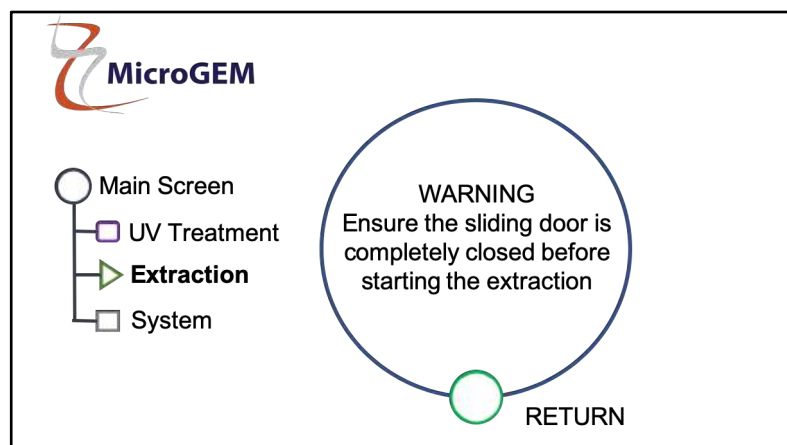 MicroGEM
Main Screen
UV Treatment
Extraction
System
WARNING
Ensure the sliding door is
completely closed before
starting the extraction
RETURN